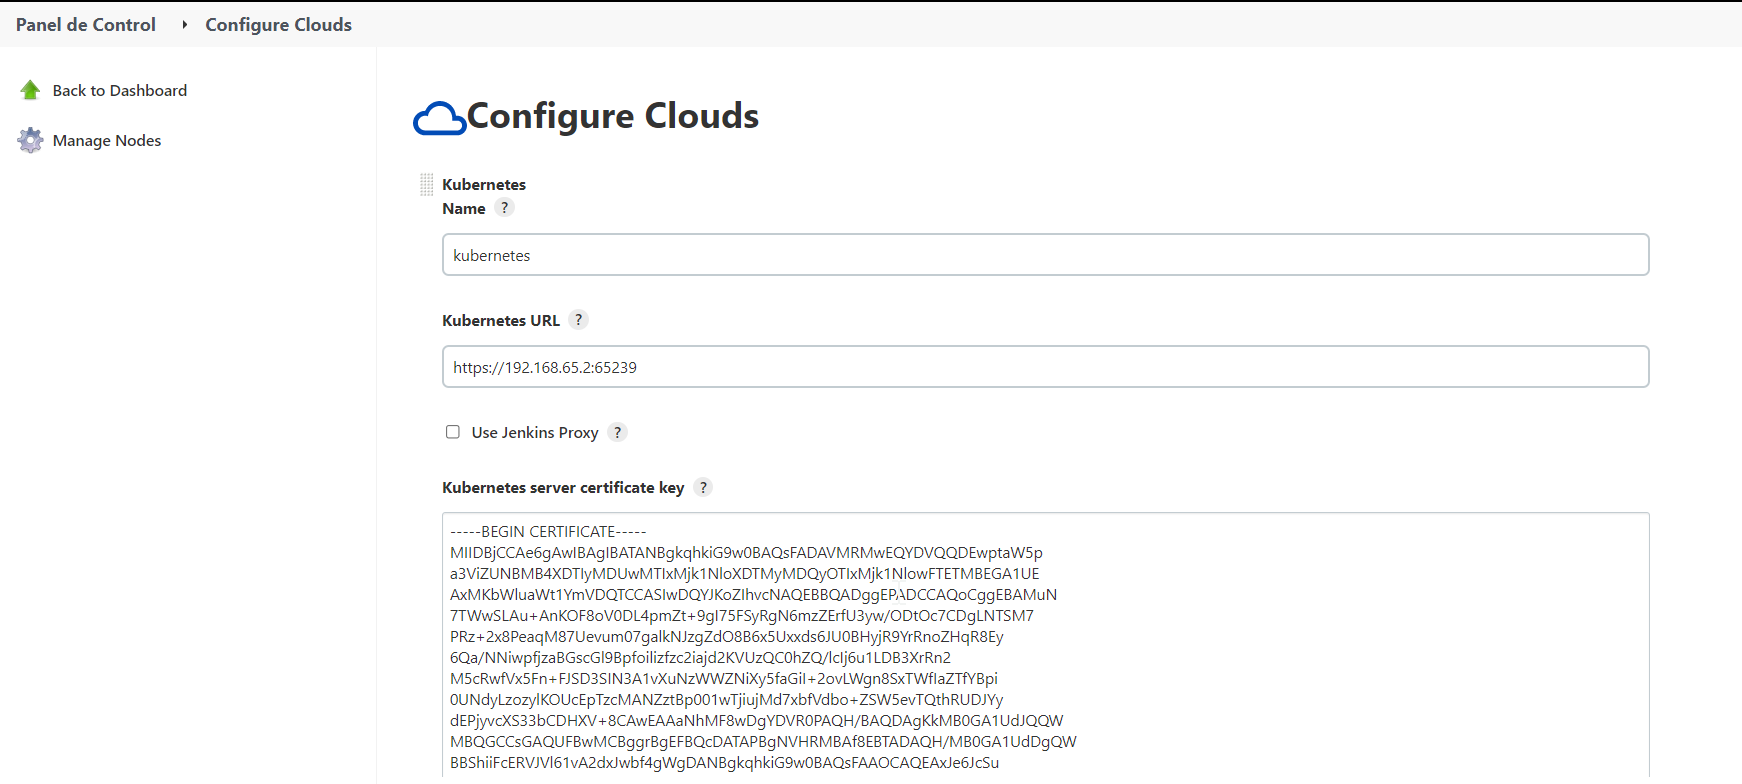 Panel de Control
Configure Clouds
Back to Dashboard
Manage Nodes
Configure Clouds
Kubernetes
Name ?
kubernetes
Kubernetes URL ?
https://192.168.65.2:65239
Use Jenkins Proxy ?
Kubernetes server certificate key ?
-----BEGIN CERTIFICATE-----
MIIDBjCCAe6gAwIBAgIBATANBgkqhkiG9w0BAQsFADAVMRMwEQYDVQQDEwptaW5p
a3ViZUNBMB4XDTIyMDUwMTIxMjk1NloXDTMyMDQyOTIxMjk1NlowFTETMBEGA1UE
AxMKbWluaWt1YmVDQTCCASIwDQYJKoZIhvcNAQEBBQADggEPADCCAQoCggEBAMuN
7TWwSLAu+AnKOF8oV0DL4pmZt+9gI75FSyRgN6mzZErfU3yw/ODtOc7CDgLNTSM7
PRz+2x8PeaqM87Uevum07galkNJzgZdO8B6x5Uxxds6JU0BHyjR9YrRnoZHqR8Ey
6Qa/NNiwpfjzaBGscGl9Bpfoilizfzc2iajd2KVUzQC0hZQ/lcIj6u1LDB3XrRn2
M5cRwfVx5Fn+FJSD3SIN3A1vXuNzWWZNiXy5faGiI+2ovLWgn8SxTWfIaZTfYBpi
0UNdyLzozylKOUcEpTzcMANZztBp001wTjiujMd7xbfVdbo+ZSW5evTQthRUDJYy
dEPjyvcXS33bCDHXV+8CAwEAAaNhMF8wDgYDVR0PAQH/BAQDAgKkMB0GA1UdJQQW
MBQGCCsGAQUFBwMCBggrBgEFBQcDATAPBgNVHRMBAf8EBTADAQH/MB0GA1UdDgQW
BBShiiFcERVJVl61vA2dxJwbf4gWgDANBgkqhkiG9w0BAQsFAAOCAQEAxJe6JcSu